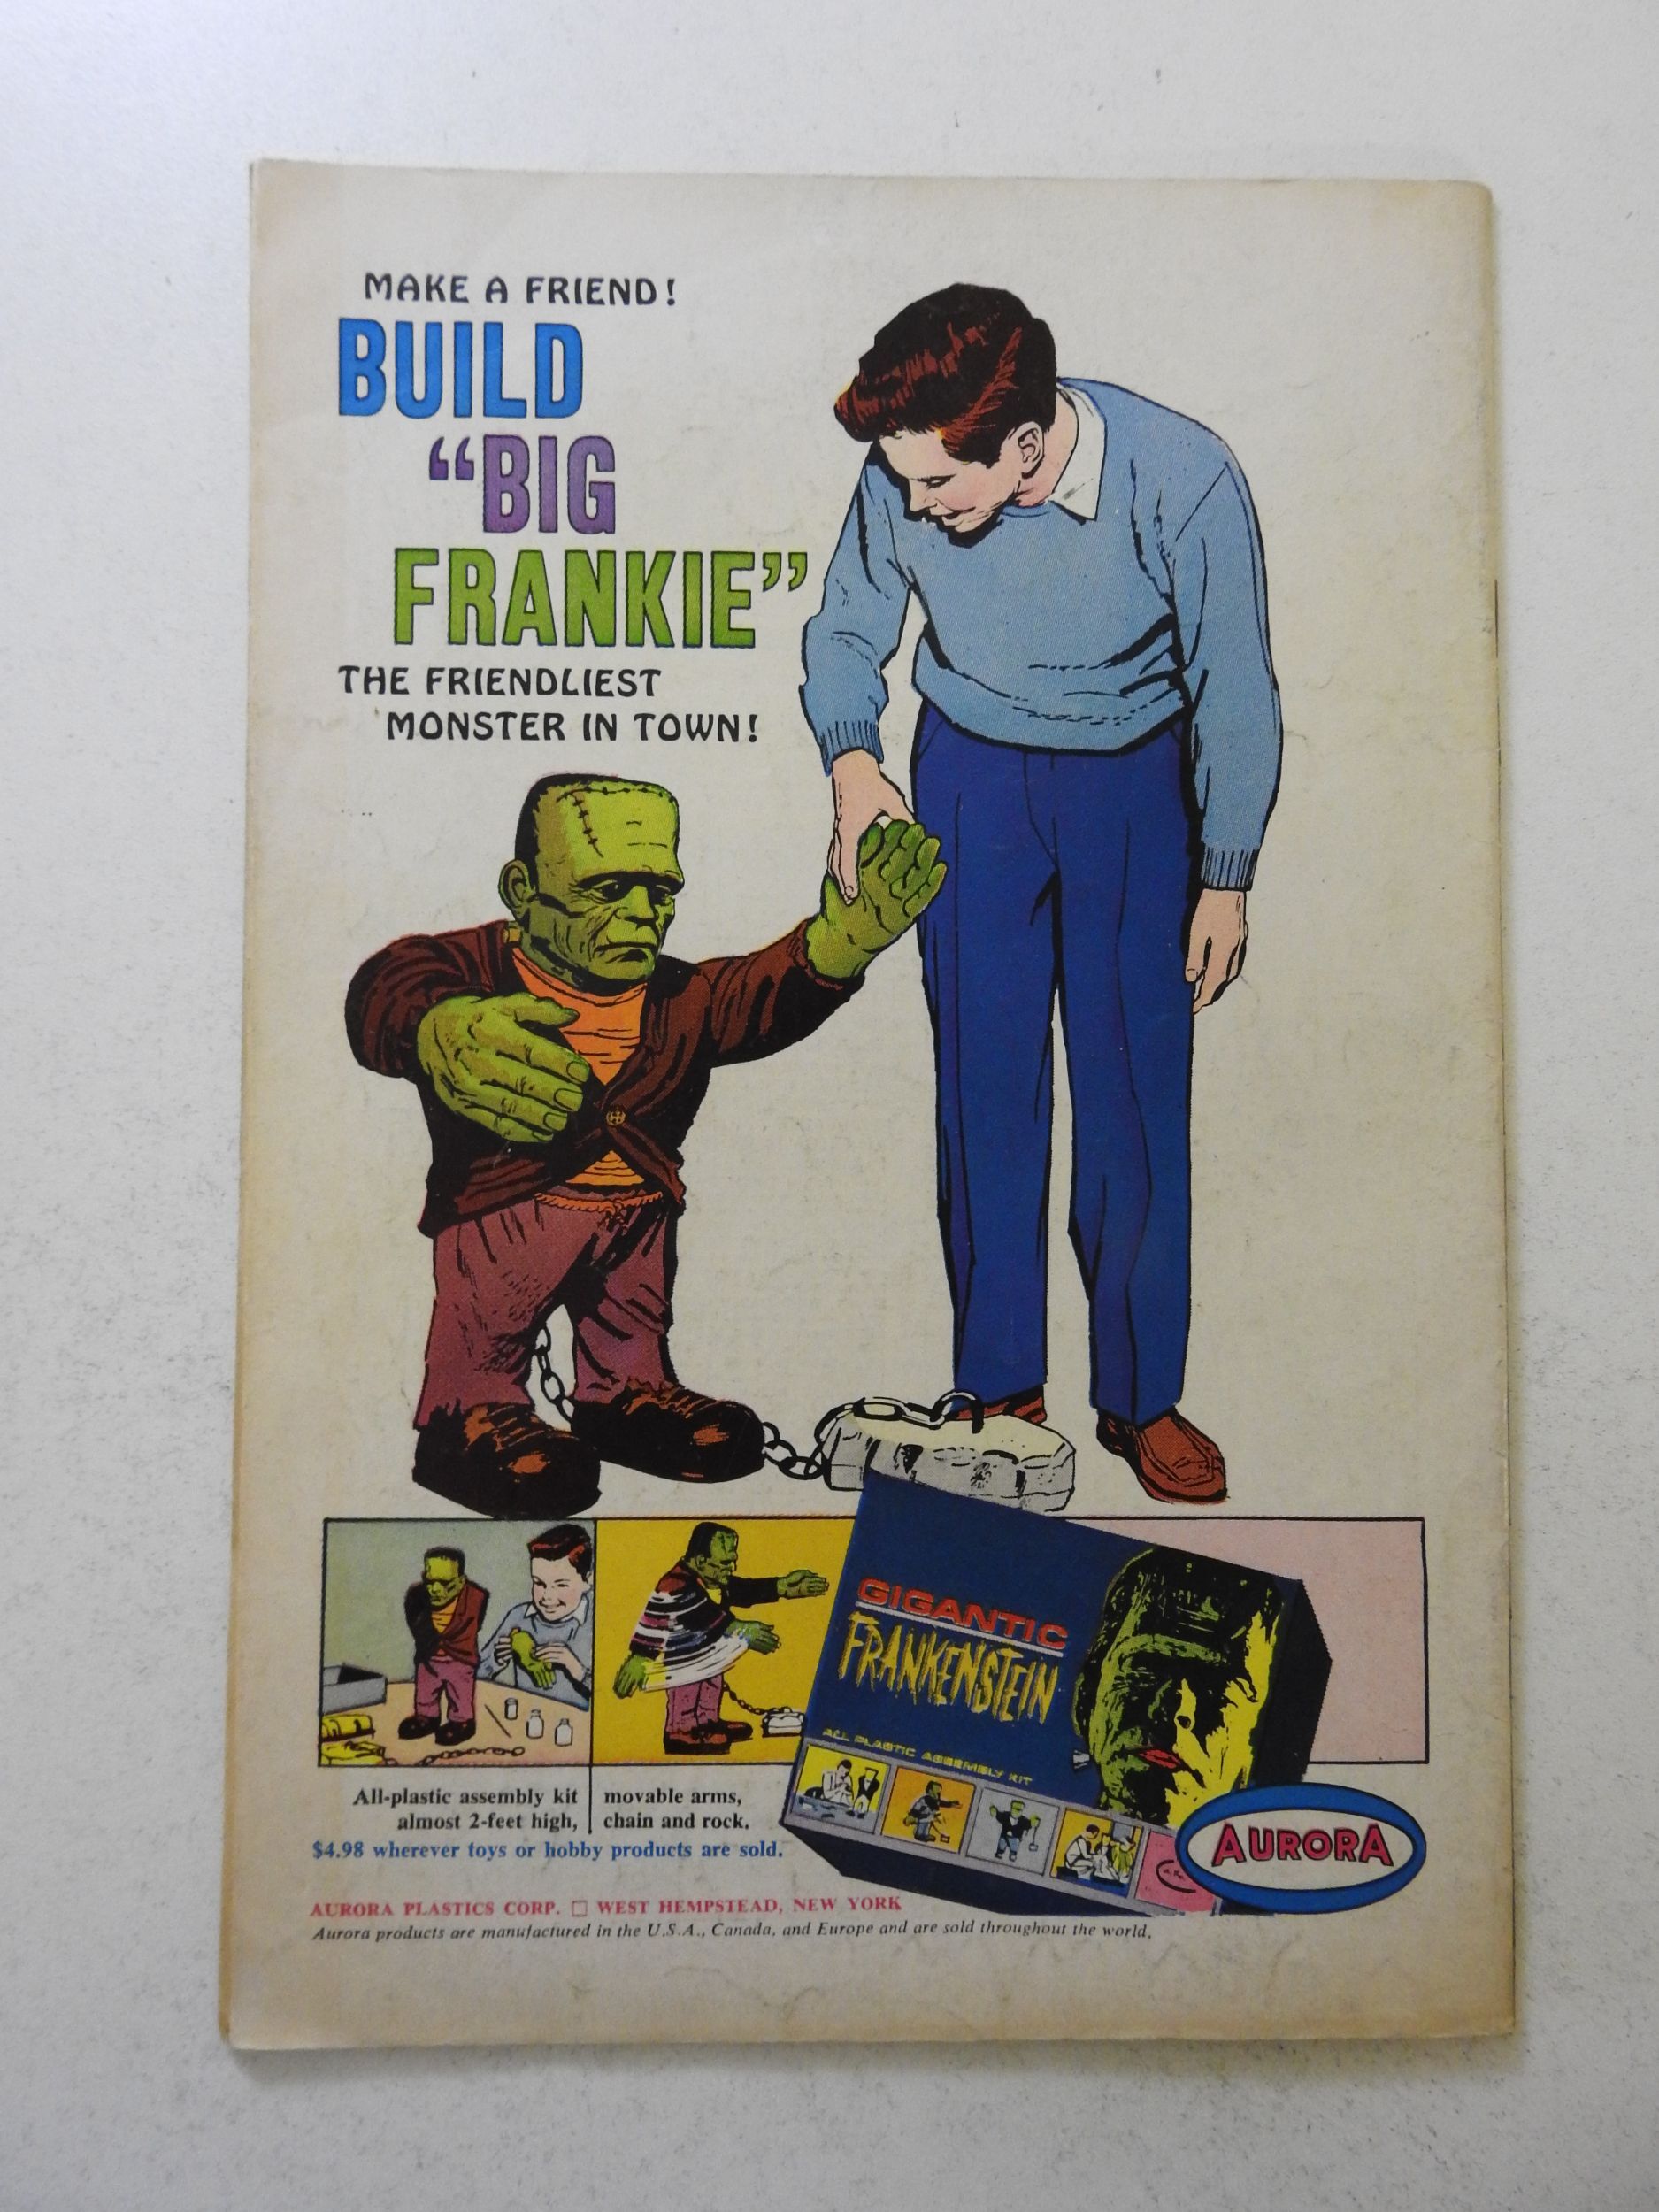 MAKE A FRIEND!
BUILD
“BIG
FRANKIE”
THE FRIENDLIEST
MONSTER IN TOWN!
GIGANTIC
FRANKENSTEIN
ALL PLASTIC ASSEMBLY KIT
All-plastic assembly kit
almost 2-feet high,
movable arms,
chain and rock.
$4.98 wherever toys or hobby products are sold.
AURORA
AURORA PLASTICS CORP. □ WEST HEMPSTEAD, NEW YORK
Aurora products are manufactured in the U.S.A., Canada, and Europe and are sold throughout the world.